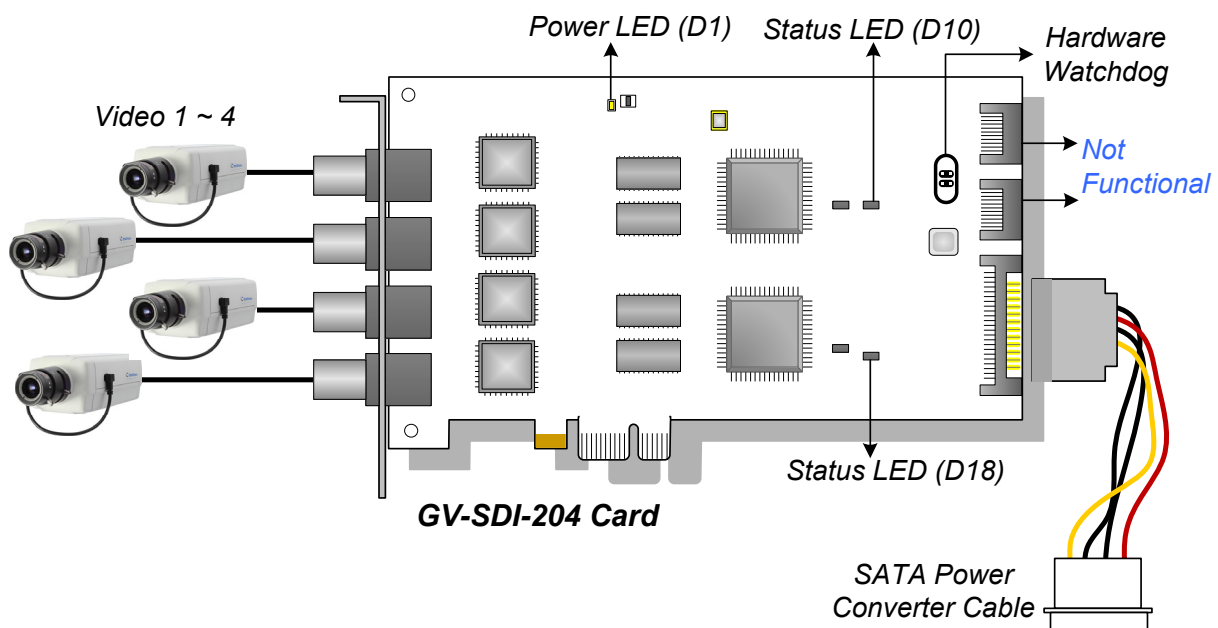 Power LED (D1)
Status LED (D10)
Hardware
Watchdog
Video 1 ~ 4
Not
Functional
Status LED (D18)
GV-SDI-204 Card
SATA Power
Converter Cable